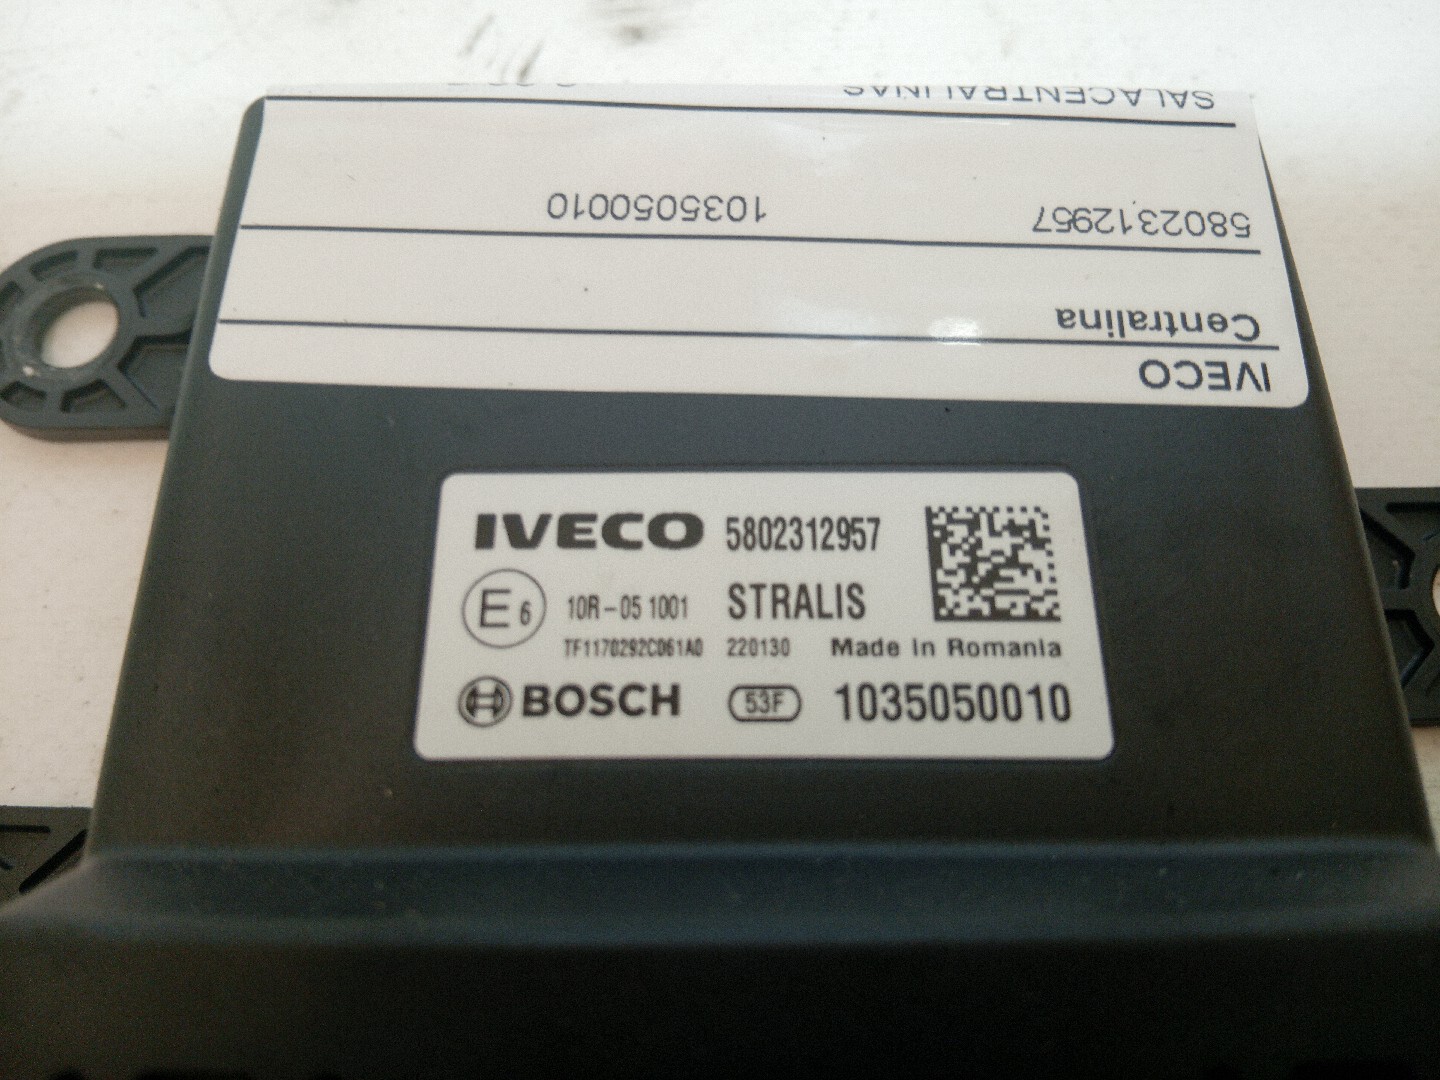 SALACENTRALINAS
5802312957 1035050010
Centralina
IVECO
IVECO 5802312957
E6 10R-05 1001 STRALIS
TF1170292C061A0 220130 Made in Romania
BOSCH 53F 1035050010